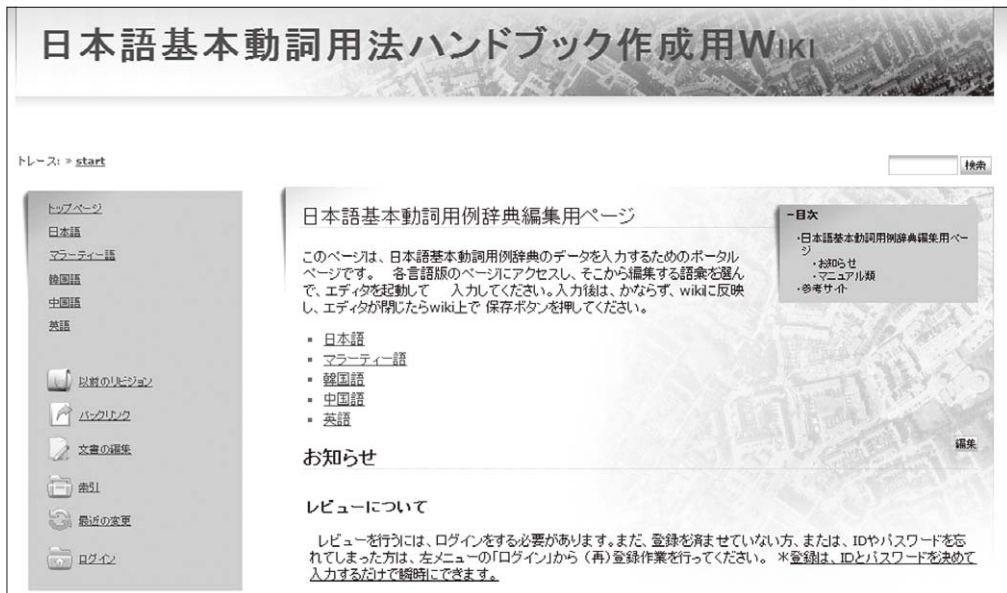 日本語基本動詞用法ハンドブック作成用WIKI
トレース: » start
検索
トップページ
日本語
マラーティー語
韓国語
中国語
英語
以前のリビジョン
バックリンク
文書の編集
索引
最近の変更
ログイン
日本語基本動詞用例辞典編集用ページ
このページは、日本語基本動詞用例辞典のデータを入力するためのポータル
ページです。 各言語版のページにアクセスし、そこから編集する語彙を選ん
で、エディタを起動して 入力してください。入力後は、かならず、wikiに反映
し、エディタが閉じたらwiki上で 保存ボタンを押してください。
▪ 日本語
▪ マラーティー語
▪ 韓国語
▪ 中国語
▪ 英語
−目次
・日本語基本動詞用例辞典編集用ペー
ジ
・お知らせ
・マニュアル類
・参考サイト
編集
お知らせ
レビューについて
レビューを行うには、ログインをする必要があります。まだ、登録を済ませていない方、または、IDやパスワードを忘
れてしまった方は、左メニューの「ログイン」から（再）登録作業を行ってください。 ＊登録は、IDとパスワードを決めて
入力するだけで瞬時にできます。